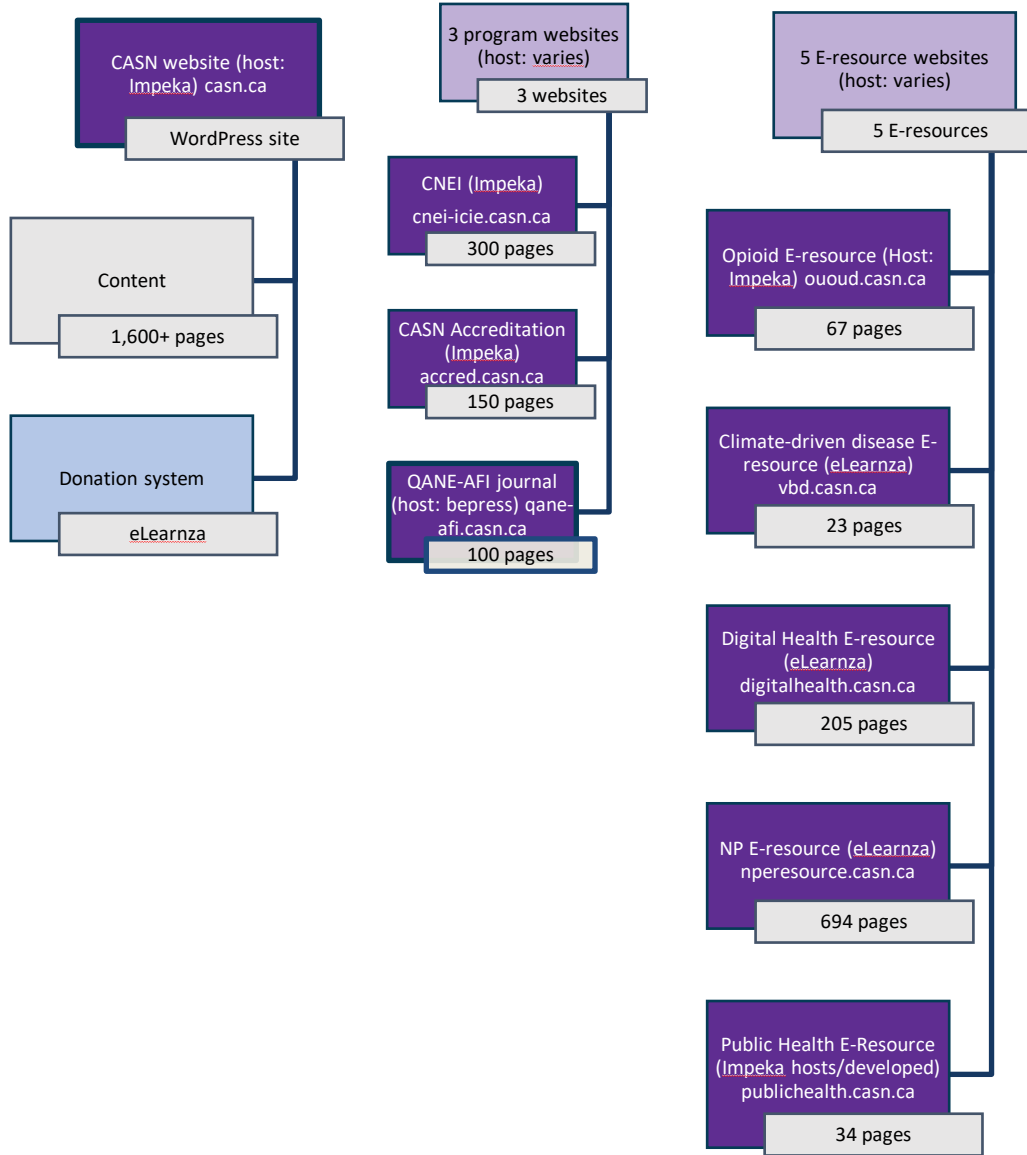 CASN website (host:
Impeka) casn.ca
WordPress site
Content
1,600+ pages
Donation system
eLearnza
3 program websites
(host: varies)
3 websites
CNEI (Impeka)
cnei-icie.casn.ca
300 pages
CASN Accreditation
(Impeka)
accred.casn.ca
150 pages
QANE-AFI journal
(host: bepress) qane-
afi.casn.ca
100 pages
5 E-resource websites
(host: varies)
5 E-resources
Opioid E-resource (Host:
Impeka) ououd.casn.ca
67 pages
Climate-driven disease E-
resource (eLearnza)
vbd.casn.ca
23 pages
Digital Health E-resource
(eLearnza)
digitalhealth.casn.ca
205 pages
NP E-resource (eLearnza)
nperesource.casn.ca
694 pages
Public Health E-Resource
(Impeka hosts/developed)
publichealth.casn.ca
34 pages